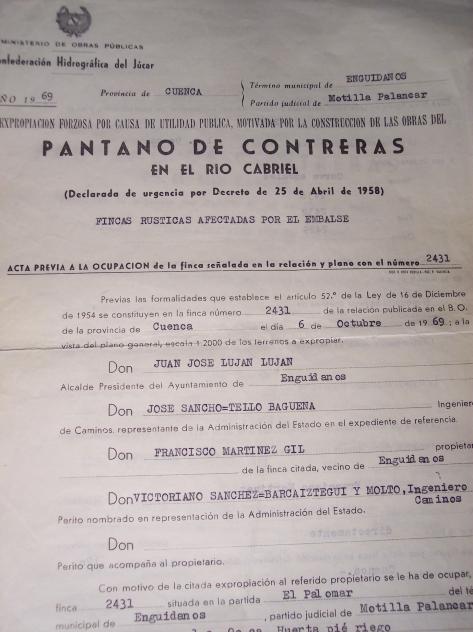 MINISTERIO DE OBRAS PÚBLICAS
Confederación Hidrográfica del Júcar
AÑO 1969 Provincia de CUENCA Término municipal de ENGUIDANOS
Partido judicial de Motilla Palancar
EXPROPIACION FORZOSA POR CAUSA DE UTILIDAD PUBLICA, MOTIVADA POR LA CONSTRUCCION DE LAS OBRAS DEL
PANTANO DE CONTRERAS
EN EL RIO CABRIEL
(Declarada de urgencia por Decreto de 25 de Abril de 1958)
FINCAS RUSTICAS AFECTADAS POR EL EMBALSE
ACTA PREVIA A LA OCUPACION de la finca señalada en la relación y plano con el número 2431
Previas las formalidades que establece el artículo 52.º de la Ley de 16 de Diciembre
de 1954 se constituyen en la finca número 2431 de la relación publicada en el B. O.
de la provincia de Cuenca el día 6 de Octubre de 1969; a la
vista del plano general, escala 1:2000 de los terrenos a expropiar.
Don JUAN JOSE LUJAN LUJAN
Alcalde Presidente del Ayuntamiento de Enguidanos
Don JOSE SANCHO=TELLO BAGUENA Ingenier
de Caminos, representante de la Administración del Estado en el expediente de referencia.
Don FRANCISCO MARTINEZ GIL propietar
de la finca citada, vecino de Enguidanos
Don VICTORIANO SANCHEZ=BARCAIZTEGUI Y MOLTO, Ingeniero
Caminos
Perito nombrado en representación de la Administración del Estado.
Don
Perito que acompaña al propietario.
Con motivo de la citada expropiación al referido propietario se le ha de ocupar,
finca 2431 situada en la partida El Palomar del té
municipal de Enguidanos, partido judicial de Motilla Palancar
Huerta pié riego